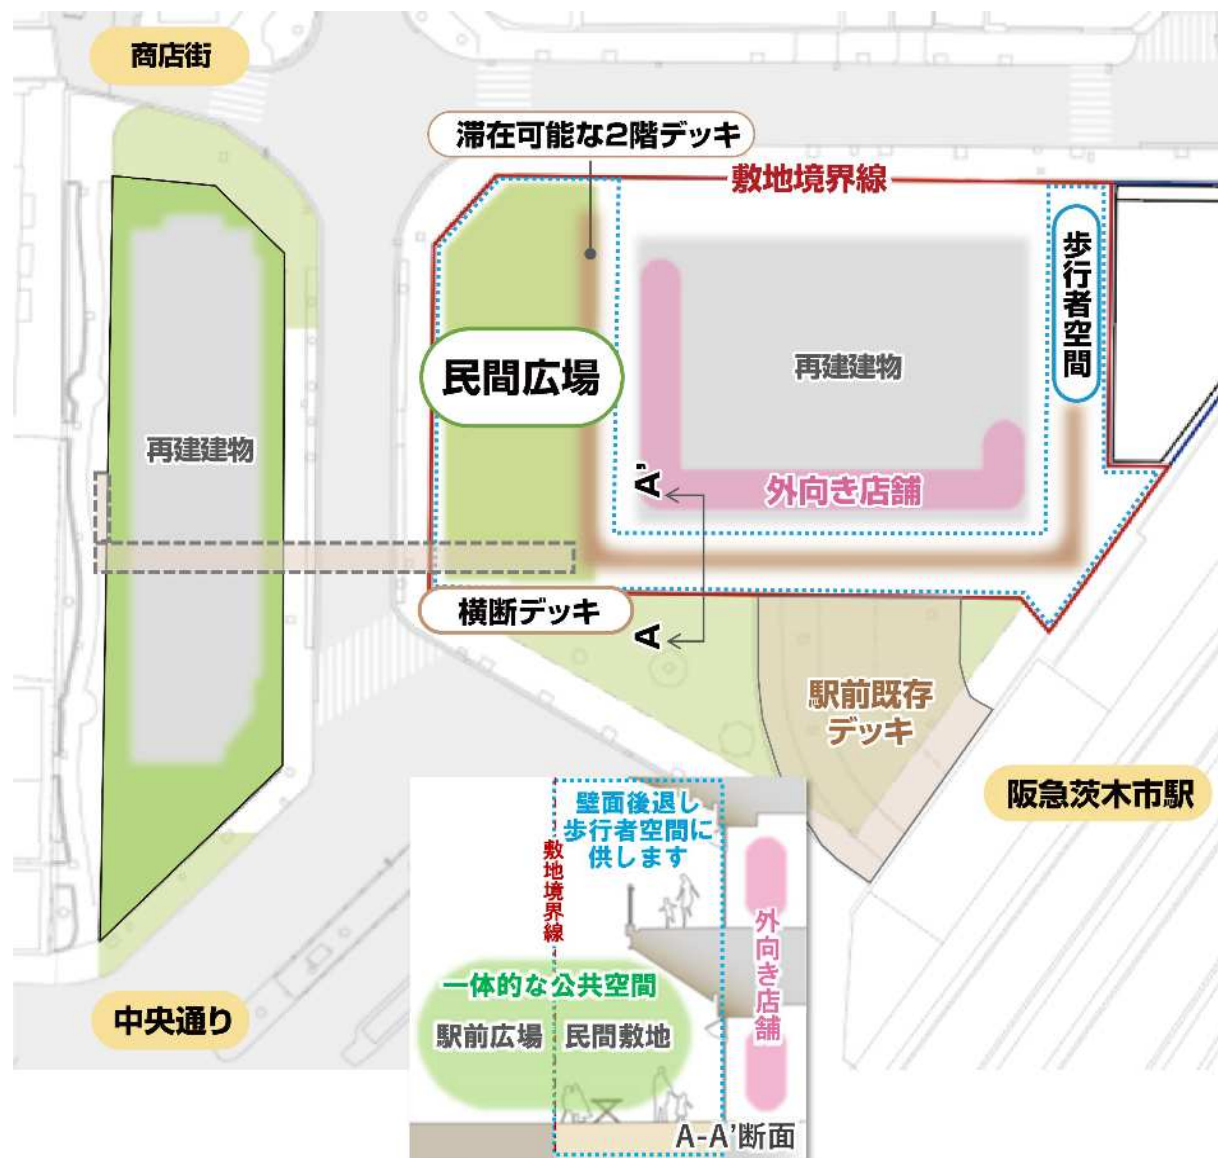 商店街
滞在可能な2階デッキ
敷地境界線
歩行者空間
民間広場
再建建物
再建建物
外向き店舗
A'
横断デッキ
A
駅前既存
デッキ
阪急茨木市駅
壁面後退し
歩行者空間に
供します
敷地境界線
外向き店舗
一体的な公共空間
駅前広場
民間敷地
中央通り
A-A'断面